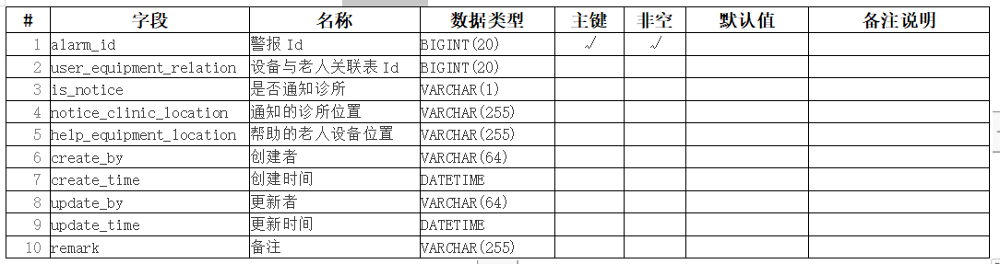 # 字段 名称 数据类型 主键 非空 默认值 备注说明
1 alarm_id 警报Id BIGINT(20) √ √
2 user_equipment_relation 设备与老人关联表Id BIGINT(20)
3 is_notice 是否通知诊所 VARCHAR(1)
4 notice_clinic_location 通知的诊所位置 VARCHAR(255)
5 help_equipment_location 帮助的老人设备位置 VARCHAR(255)
6 create_by 创建者 VARCHAR(64)
7 create_time 创建时间 DATETIME
8 update_by 更新者 VARCHAR(64)
9 update_time 更新时间 DATETIME
10 remark 备注 VARCHAR(255)